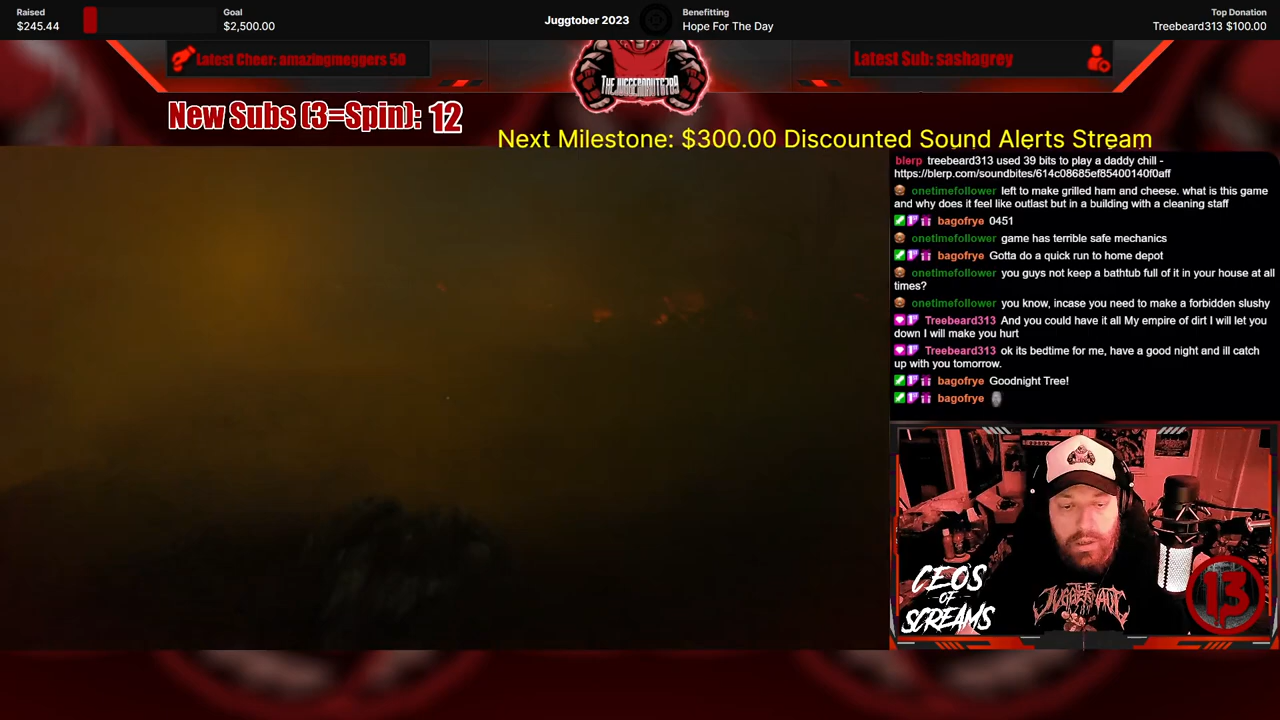 Raised
$245.44
Goal
$2,500.00
Juggtober 2023
Benefitting
Hope For The Day
Top Donation
Treebeard313 $100.00
Latest Cheer: amazingmeggers 50
THEJUGGERNAUT6789
Latest Sub: sashagrey
New Subs (3=Spin): 12
Next Milestone: $300.00 Discounted Sound Alerts Stream
blerp treebeard313 used 39 bits to play a daddy chill -
https://blerp.com/soundbites/614c08685ef85400140f0aff
onetimefollower left to make grilled ham and cheese. what is this game
and why does it feel like outlast but in a building with a cleaning staff
bagofrye 0451
onetimefollower game has terrible safe mechanics
bagofrye Gotta do a quick run to home depot
onetimefollower you guys not keep a bathtub full of it in your house at all
times?
onetimefollower you know, incase you need to make a forbidden slushy
Treebeard313 And you could have it all My empire of dirt I will let you
down I will make you hurt
Treebeard313 ok its bedtime for me, have a good night and ill catch
up with you tomorrow.
bagofrye Goodnight Tree!
bagofrye
CEOS
OF
SCREAMS
THE
JUGGERNAUT
13